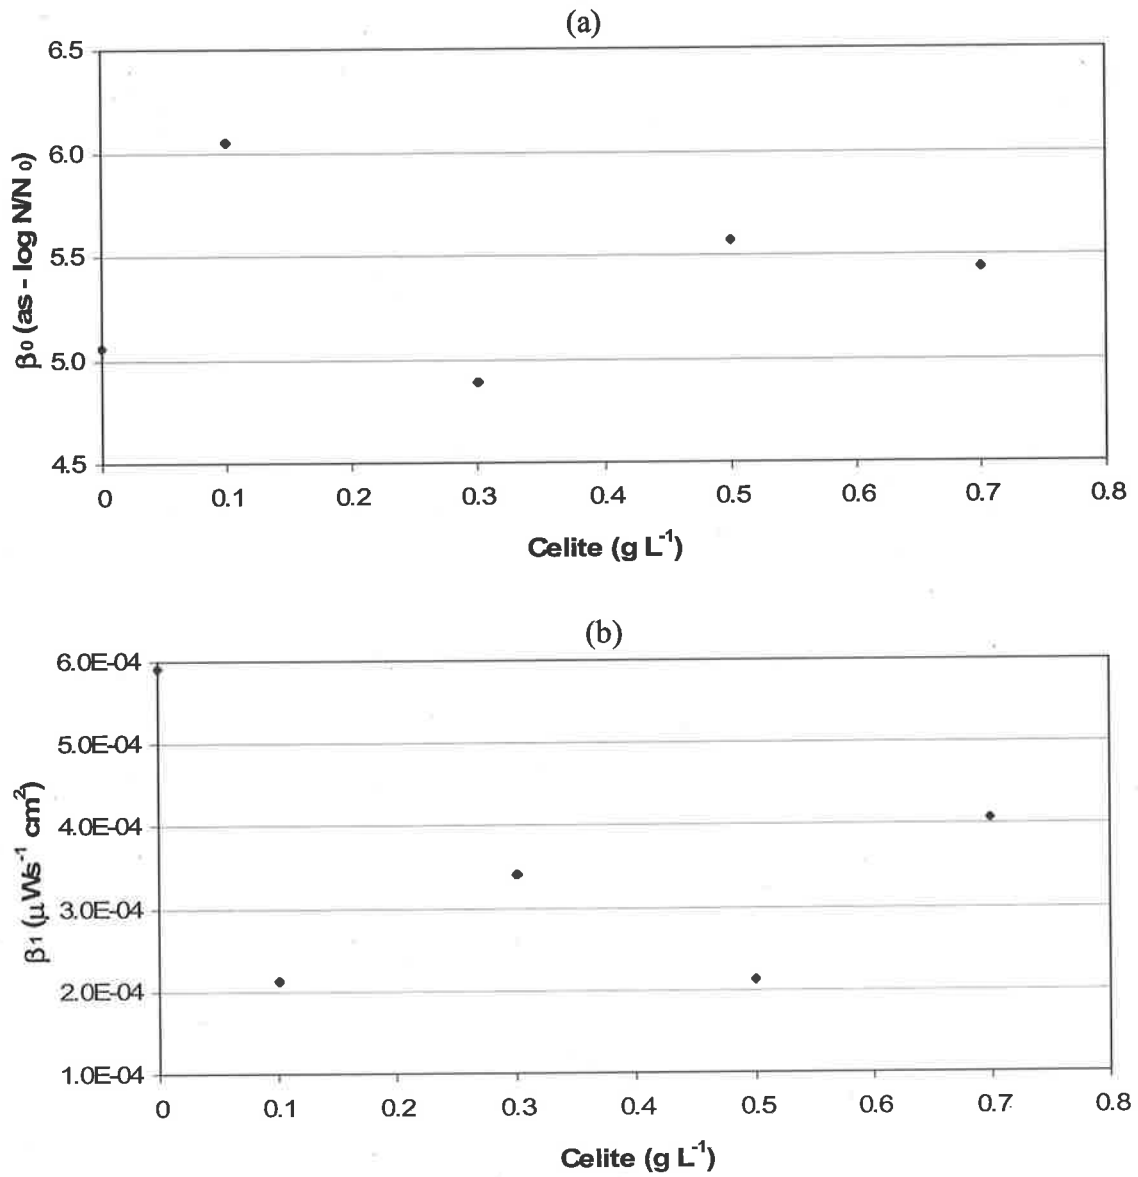 (a)
6.5
6.0
5.5
5.0
4.5
β0 (as - log N/N 0)
0 0.1 0.2 0.3 0.4 0.5 0.6 0.7 0.8
Celite (g L⁻¹)
(b)
6.0E-04
5.0E-04
4.0E-04
3.0E-04
2.0E-04
1.0E-04
β1 (μWs⁻¹ cm²)
0 0.1 0.2 0.3 0.4 0.5 0.6 0.7 0.8
Celite (g L⁻¹)